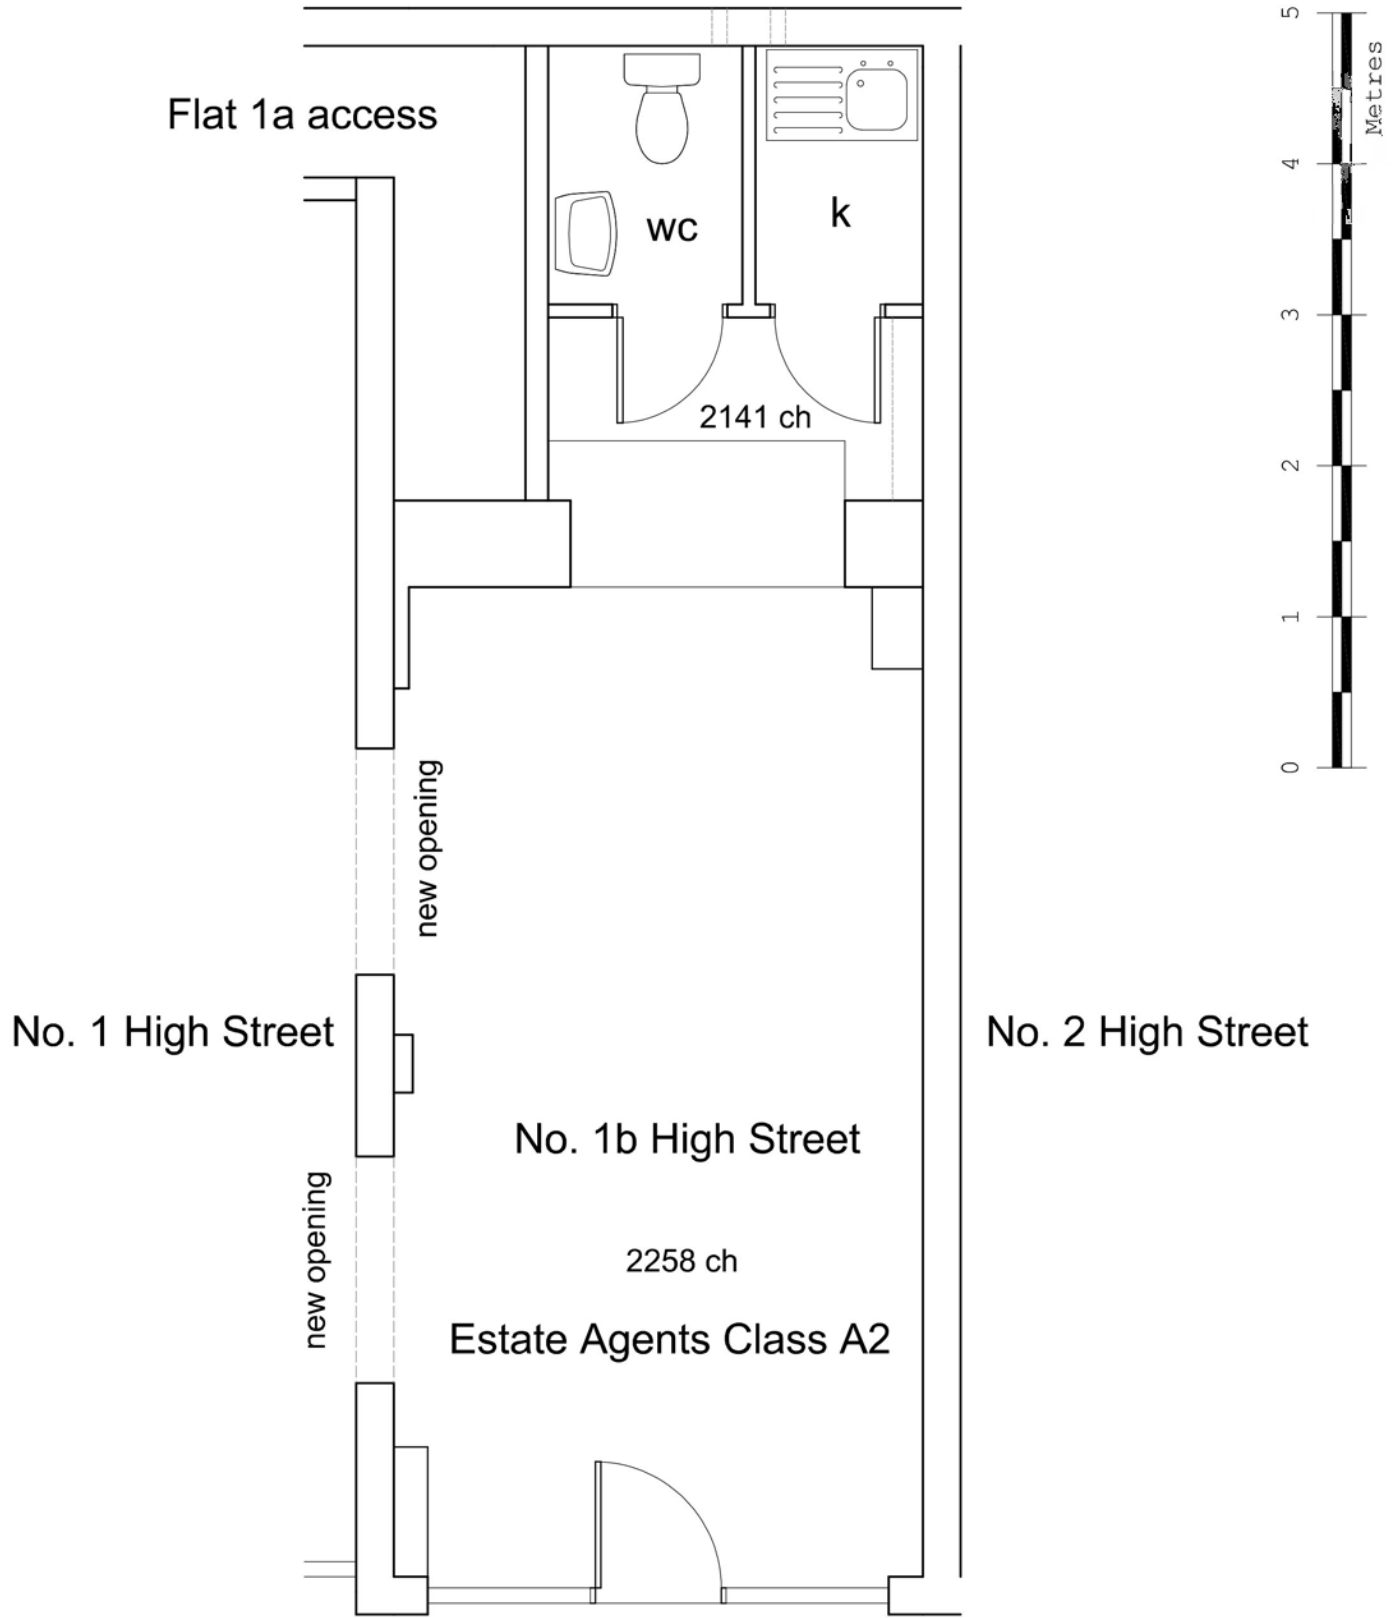 Flat 1a access
wc
k
2141 ch
5
4
3
2
1
0
Metres
new opening
No. 1 High Street
No. 2 High Street
No. 1b High Street
new opening
2258 ch
Estate Agents Class A2